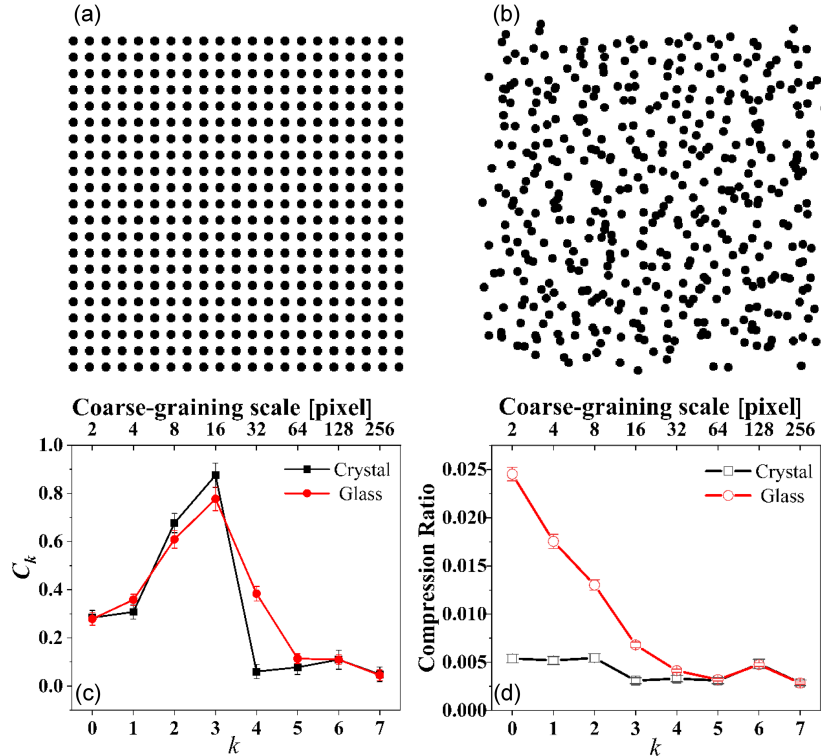 (a)
(b)
Coarse-graining scale [pixel]
2 4 8 16 32 64 128 256
1.0
0.8
0.6
0.4
0.2
0.0
C_k
Crystal
Glass
(c)
0 1 2 3 4 5 6 7
k
Coarse-graining scale [pixel]
2 4 8 16 32 64 128 256
0.025
0.020
0.015
0.010
0.005
0.000
Compression Ratio
Crystal
Glass
(d)
0 1 2 3 4 5 6 7
k